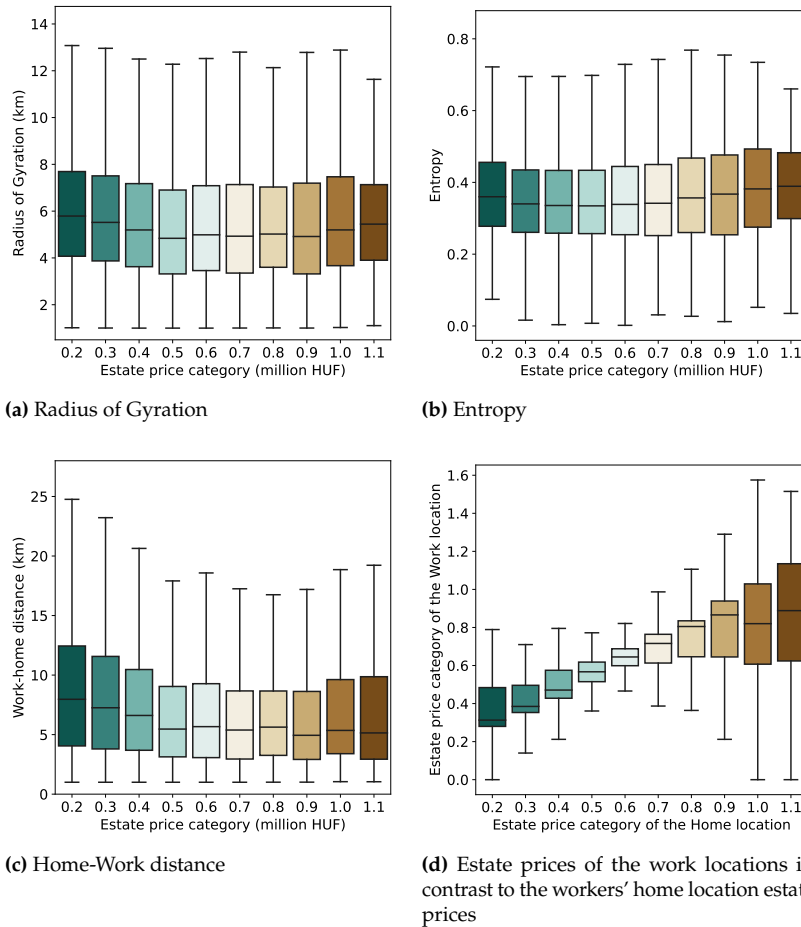 14
12
10
8
6
4
2
Radius of Gyration (km)
0.2 0.3 0.4 0.5 0.6 0.7 0.8 0.9 1.0 1.1
Estate price category (million HUF)
(a) Radius of Gyration
0.8
0.6
0.4
0.2
0.0
Entropy
0.2 0.3 0.4 0.5 0.6 0.7 0.8 0.9 1.0 1.1
Estate price category (million HUF)
(b) Entropy
25
20
15
10
5
0
Work-home distance (km)
0.2 0.3 0.4 0.5 0.6 0.7 0.8 0.9 1.0 1.1
Estate price category (million HUF)
(c) Home-Work distance
1.6
1.4
1.2
1.0
0.8
0.6
0.4
0.2
0.0
Estate price category of the Work location
0.2 0.3 0.4 0.5 0.6 0.7 0.8 0.9 1.0 1.1
Estate price category of the Home location
(d) Estate prices of the work locations i
contrast to the workers' home location estat
prices